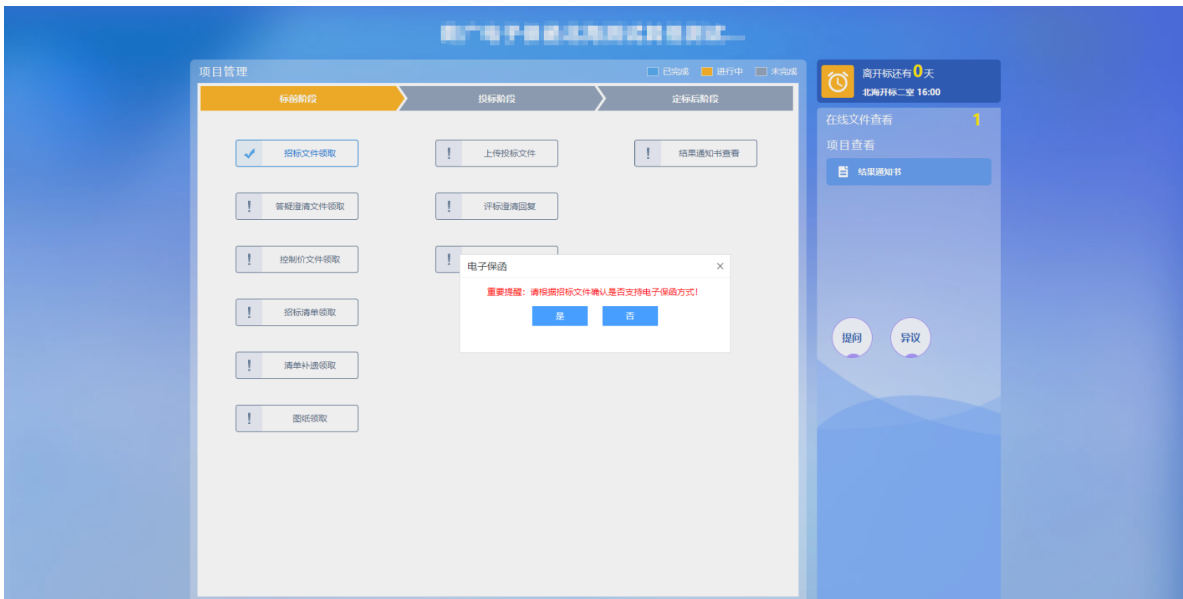 项目管理
已完成 进行中 未完成
标前阶段 投标阶段 定标后阶段
招标文件领取 上传投标文件 结果通知书查看
答疑澄清文件领取 评标澄清回复
控制价文件领取
招标清单领取
清单补遗领取
图纸领取
电子保函 ×
重要提醒：请根据招标文件确认是否支持电子保函方式！
是 否
离开标还有0天
北海开标二室 16:00
在线文件查看 1
项目查看
结果通知书
提问 异议